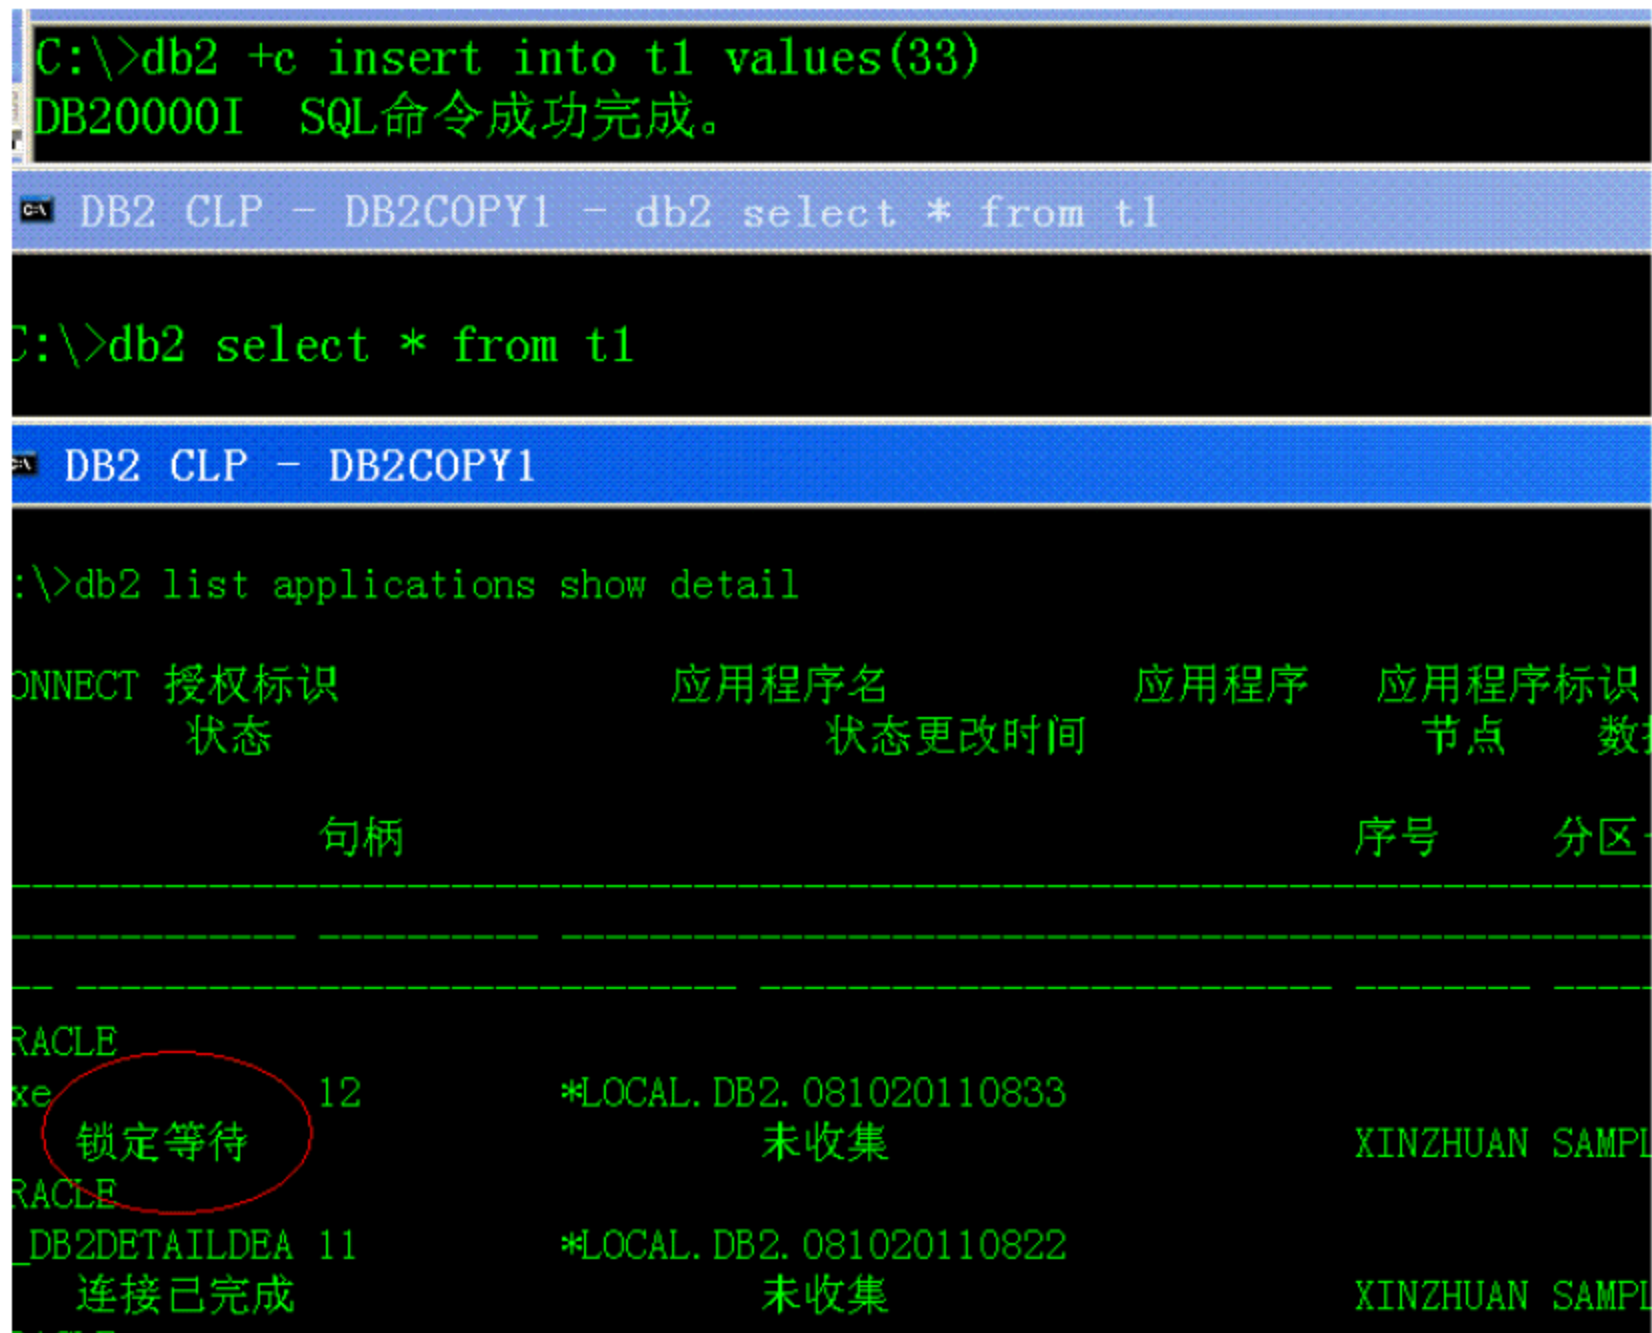 C:\>db2 +c insert into t1 values(33)
DB20000I  SQL命令成功完成。
DB2 CLP - DB2COPY1 - db2 select * from t1
C:\>db2 select * from t1
DB2 CLP - DB2COPY1
:\>db2 list applications show detail
ONNECT 授权标识 应用程序名 应用程序 应用程序标识
状态 状态更改时间 节点 数
句柄 序号 分区
RACLE
xe 12 *LOCAL.DB2.081020110833
锁定等待 未收集 XINZHUAN SAMPL
RACLE
_DB2DETAILDEA 11 *LOCAL.DB2.081020110822
连接已完成 未收集 XINZHUAN SAMPL